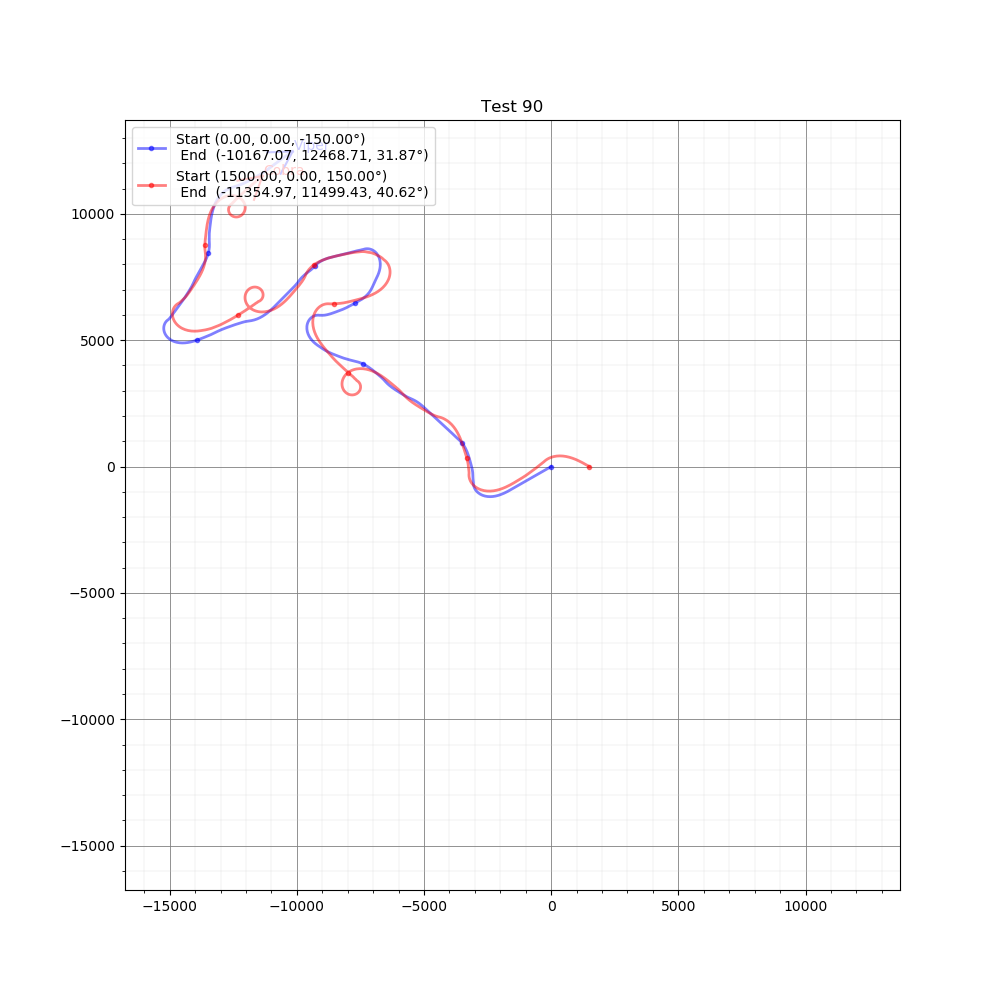 Test 90
Start (0.00, 0.00, -150.00°)
End (-10167.07, 12468.71, 31.87°)
Start (1500.00, 0.00, 150.00°)
End (-11354.97, 11499.43, 40.62°)
10000
5000
0
−5000
−10000
−15000
−15000 −10000 −5000 0 5000 10000